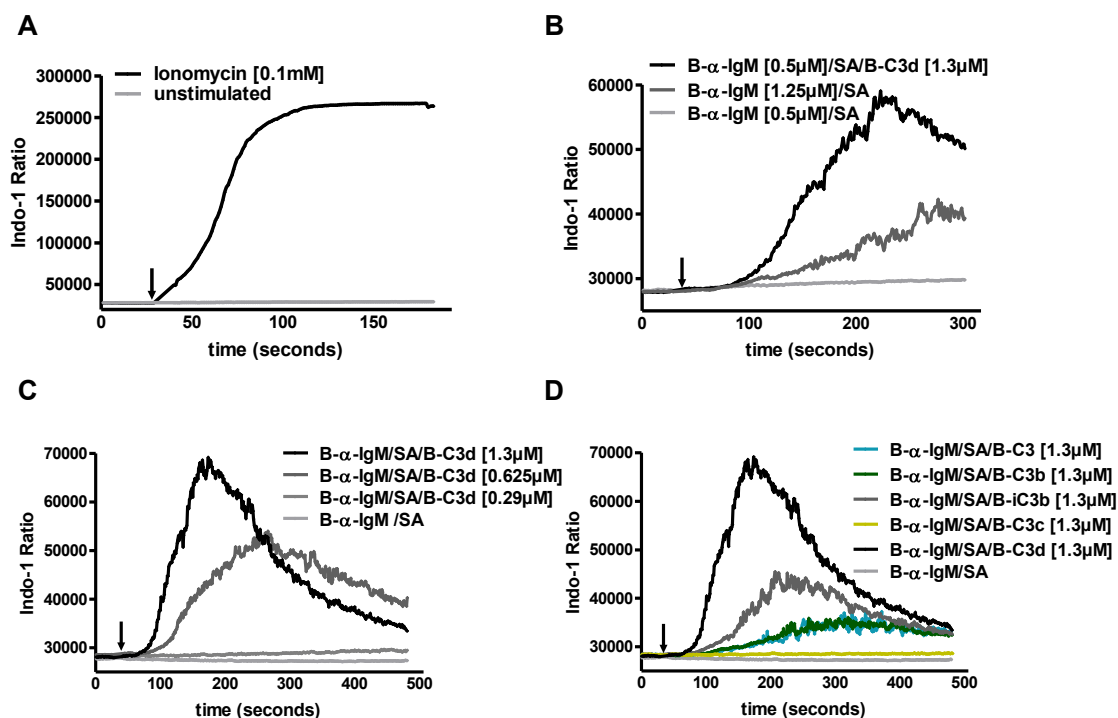 A
Ionomycin [0.1mM]
unstimulated
300000
250000
200000
150000
100000
50000
Indo-1 Ratio
0
50
100
150
time (seconds)
B
B-α-IgM [0.5µM]/SA/B-C3d [1.3µM]
B-α-IgM [1.25µM]/SA
B-α-IgM [0.5µM]/SA
60000
50000
40000
30000
Indo-1 Ratio
0
100
200
300
time (seconds)
C
B-α-IgM/SA/B-C3d [1.3µM]
B-α-IgM/SA/B-C3d [0.625µM]
B-α-IgM/SA/B-C3d [0.29µM]
B-α-IgM /SA
70000
60000
50000
40000
30000
Indo-1 Ratio
0
100
200
300
400
500
time (seconds)
D
B-α-IgM/SA/B-C3 [1.3µM]
B-α-IgM/SA/B-C3b [1.3µM]
B-α-IgM/SA/B-iC3b [1.3µM]
B-α-IgM/SA/B-C3c [1.3µM]
B-α-IgM/SA/B-C3d [1.3µM]
B-α-IgM/SA
70000
60000
50000
40000
30000
Indo-1 Ratio
0
100
200
300
400
500
time (seconds)